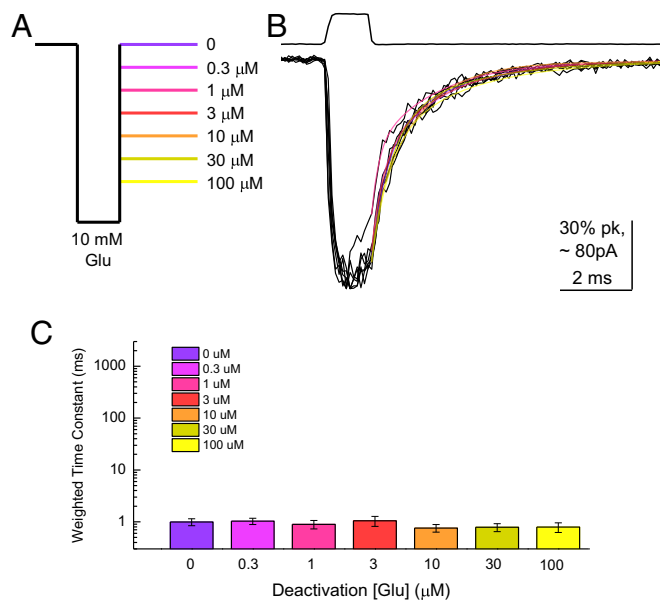 A
0
0.3 μM
1 μM
3 μM
10 μM
30 μM
100 μM
10 mM
Glu
B
30% pk,
~ 80pA
2 ms
C
Weighted Time Constant (ms)
1000
100
10
1
0 uM
0.3 uM
1 uM
3 uM
10 uM
30 uM
100 uM
0 0.3 1 3 10 30 100
Deactivation [Glu] (μM)